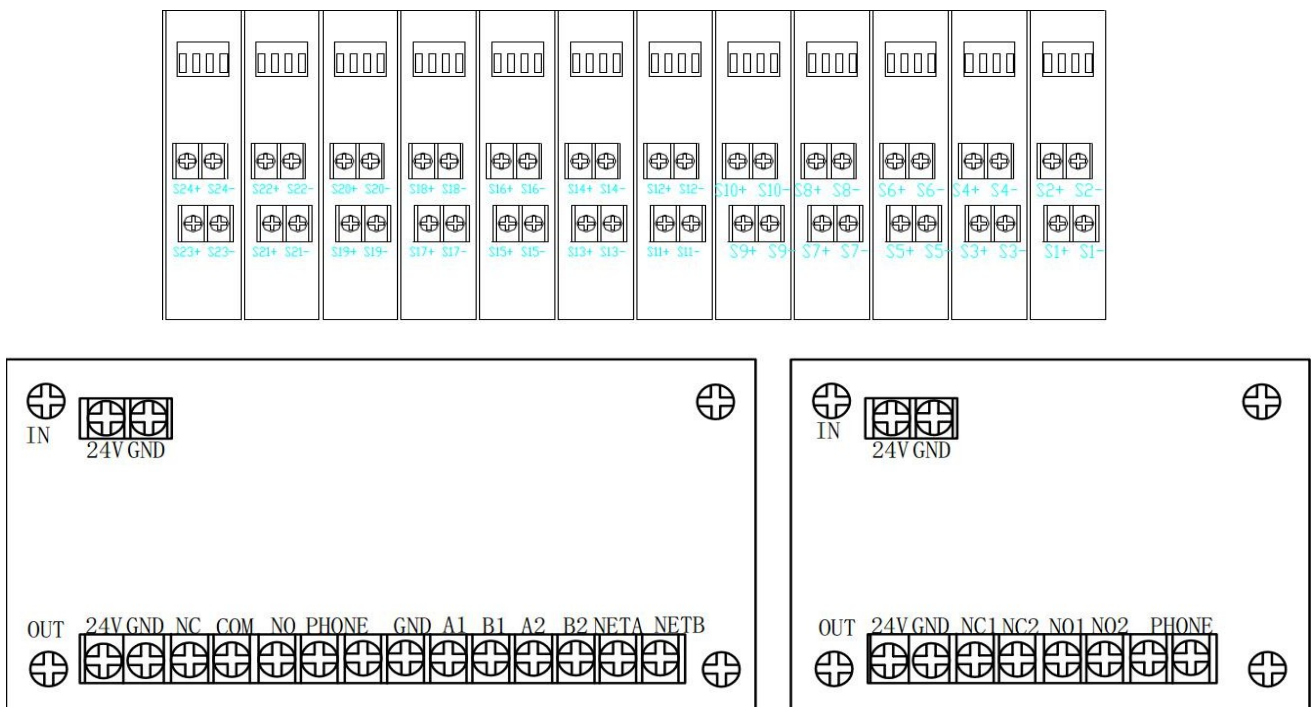 S24+ S24- S22+ S22- S20+ S20- S18+ S18- S16+ S16- S14+ S14- S12+ S12- S10+ S10- S8+ S8- S6+ S6- S4+ S4- S2+ S2-
S23+ S23- S21+ S21- S19+ S19- S17+ S17- S15+ S15- S13+ S13- S11+ S11- S9+ S9- S7+ S7- S5+ S5- S3+ S3- S1+ S1-
IN
24V GND
OUT 24V GND NC COM NO PHONE GND A1 B1 A2 B2 NETA NETB
IN
24V GND
OUT 24V GND NC1 NC2 NO1 NO2 PHONE